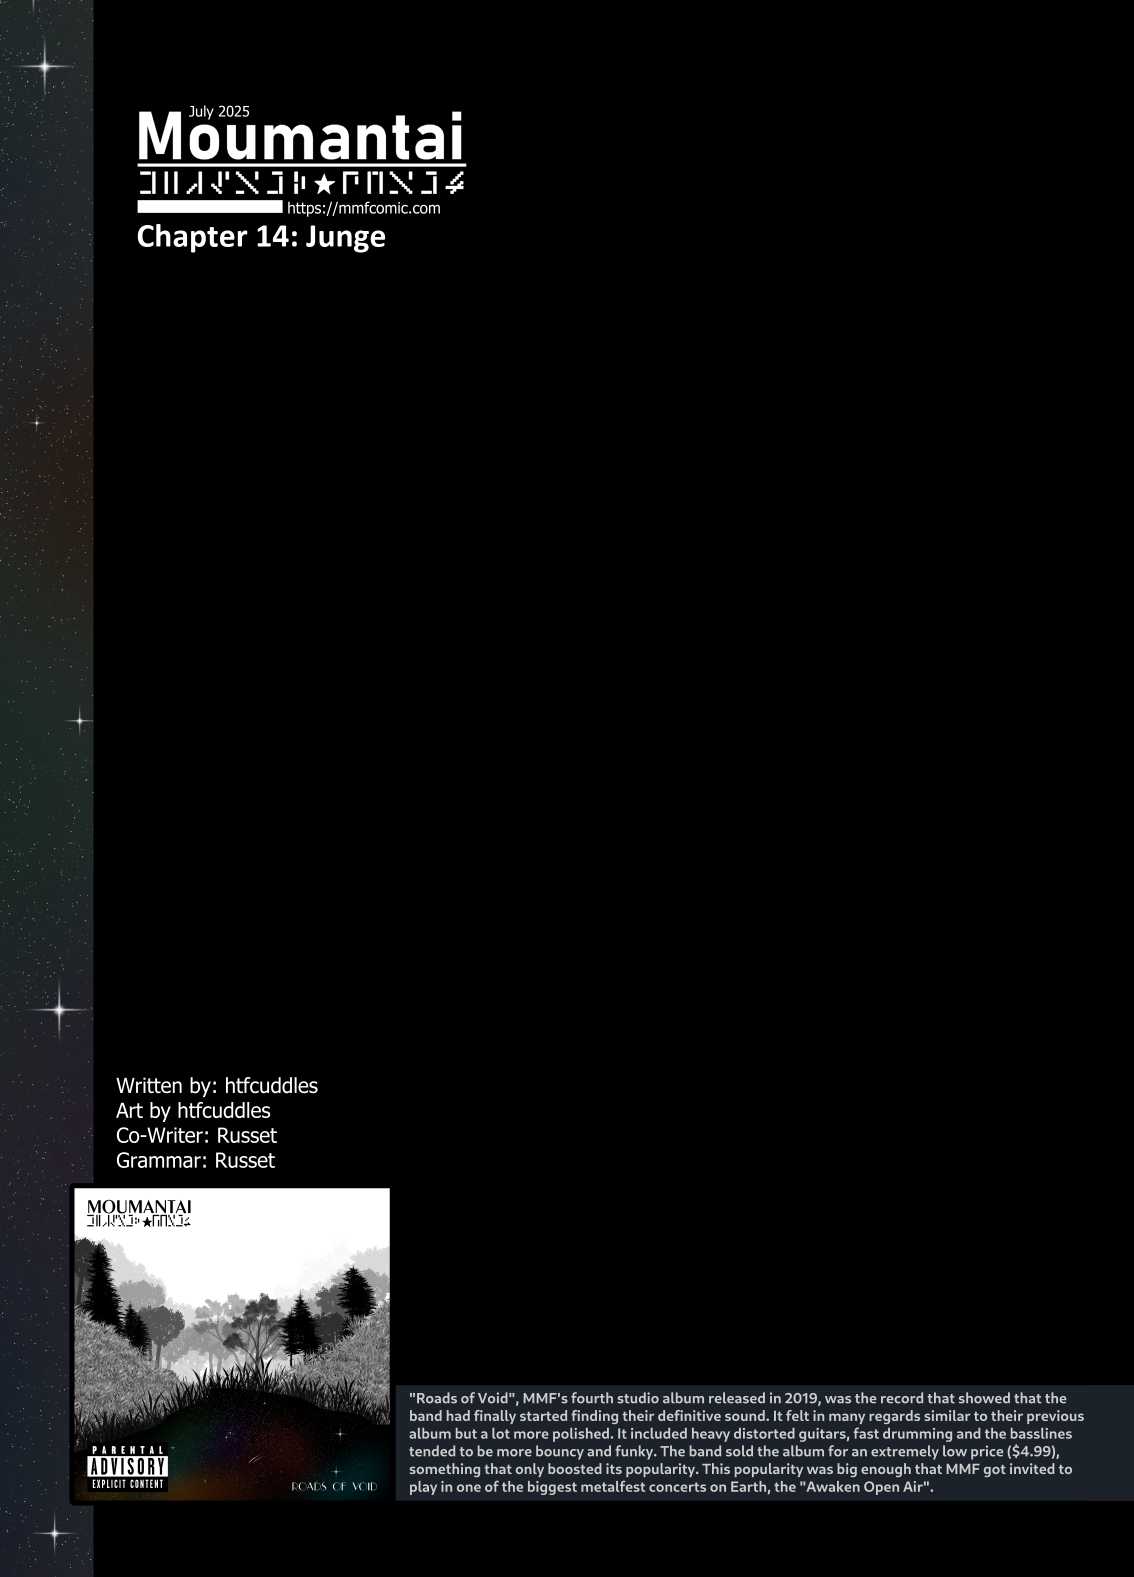 July 2025
Moumantai
https://mmfcomic.com
Chapter 14: Junge
Written by: htfcuddles
Art by htfcuddles
Co-Writer: Russet
Grammar: Russet
MOUMANTAI
PARENTAL
ADVISORY
EXPLICIT CONTENT
ROADS OF VOID
"Roads of Void", MMF's fourth studio album released in 2019, was the record that showed that the
band had finally started finding their definitive sound. It felt in many regards similar to their previous
album but a lot more polished. It included heavy distorted guitars, fast drumming and the basslines
tended to be more bouncy and funky. The band sold the album for an extremely low price ($4.99),
something that only boosted its popularity. This popularity was big enough that MMF got invited to
play in one of the biggest metalfest concerts on Earth, the "Awaken Open Air".